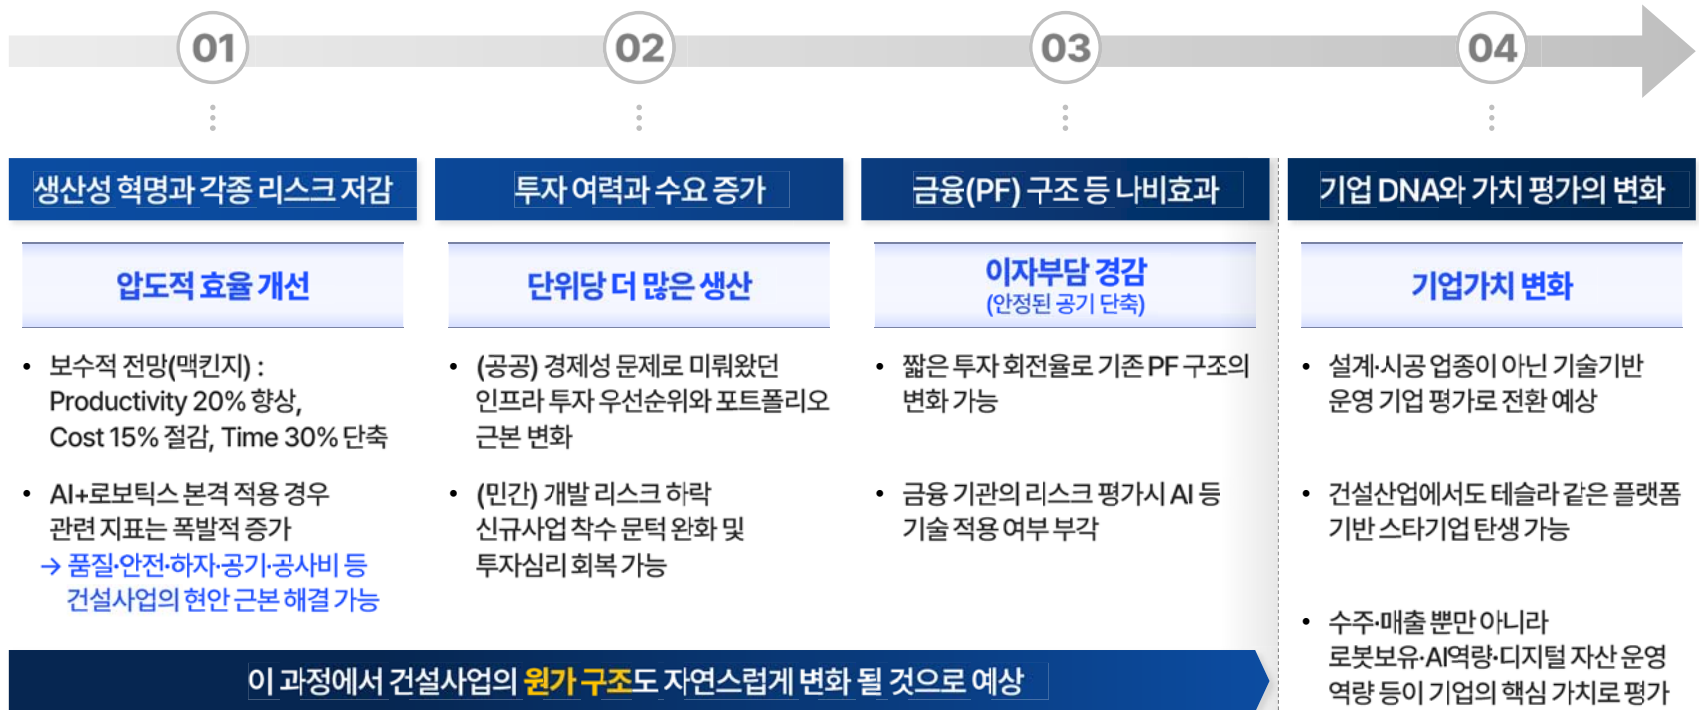 01
02
03
04
생산성 혁명과 각종 리스크 저감
압도적 효율 개선
• 보수적 전망(맥킨지) :
Productivity 20% 향상,
Cost 15% 절감, Time 30% 단축
• AI+로보틱스 본격 적용 경우
관련 지표는 폭발적 증가
→ 품질·안전·하자·공기·공사비 등
건설사업의 현안 근본 해결 가능
투자 여력과 수요 증가
단위당 더 많은 생산
• (공공) 경제성 문제로 미뤄왔던
인프라 투자 우선순위와 포트폴리오
근본 변화
• (민간) 개발 리스크 하락
신규사업 착수 문턱 완화 및
투자심리 회복 가능
금융(PF) 구조 등 나비효과
이자부담 경감
(안정된 공기 단축)
• 짧은 투자 회전율로 기존 PF 구조의
변화 가능
• 금융 기관의 리스크 평가시 AI 등
기술 적용 여부 부각
이 과정에서 건설사업의 원가 구조도 자연스럽게 변화 될 것으로 예상
기업 DNA와 가치 평가의 변화
기업가치 변화
• 설계·시공 업종이 아닌 기술기반
운영 기업 평가로 전환 예상
• 건설산업에서도 테슬라 같은 플랫폼
기반 스타기업 탄생 가능
• 수주·매출 뿐만 아니라
로봇보유·AI역량·디지털 자산 운영
역량 등이 기업의 핵심 가치로 평가